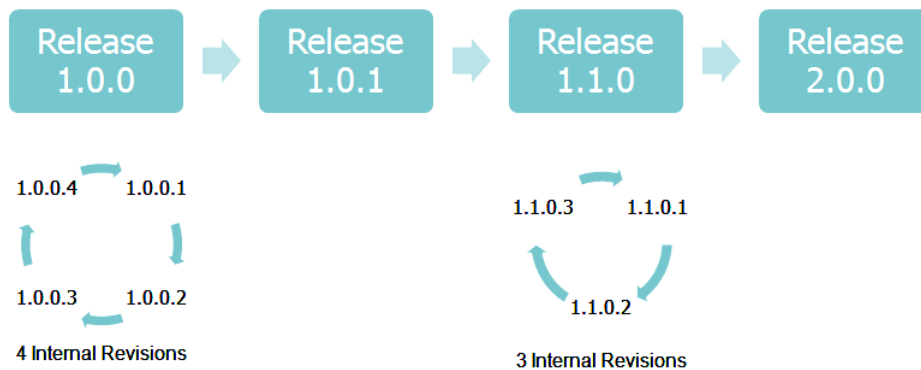 Release
1.0.0
Release
1.0.1
Release
1.1.0
Release
2.0.0
1.0.0.4
1.0.0.1
1.0.0.3
1.0.0.2
4 Internal Revisions
1.1.0.3
1.1.0.1
1.1.0.2
3 Internal Revisions